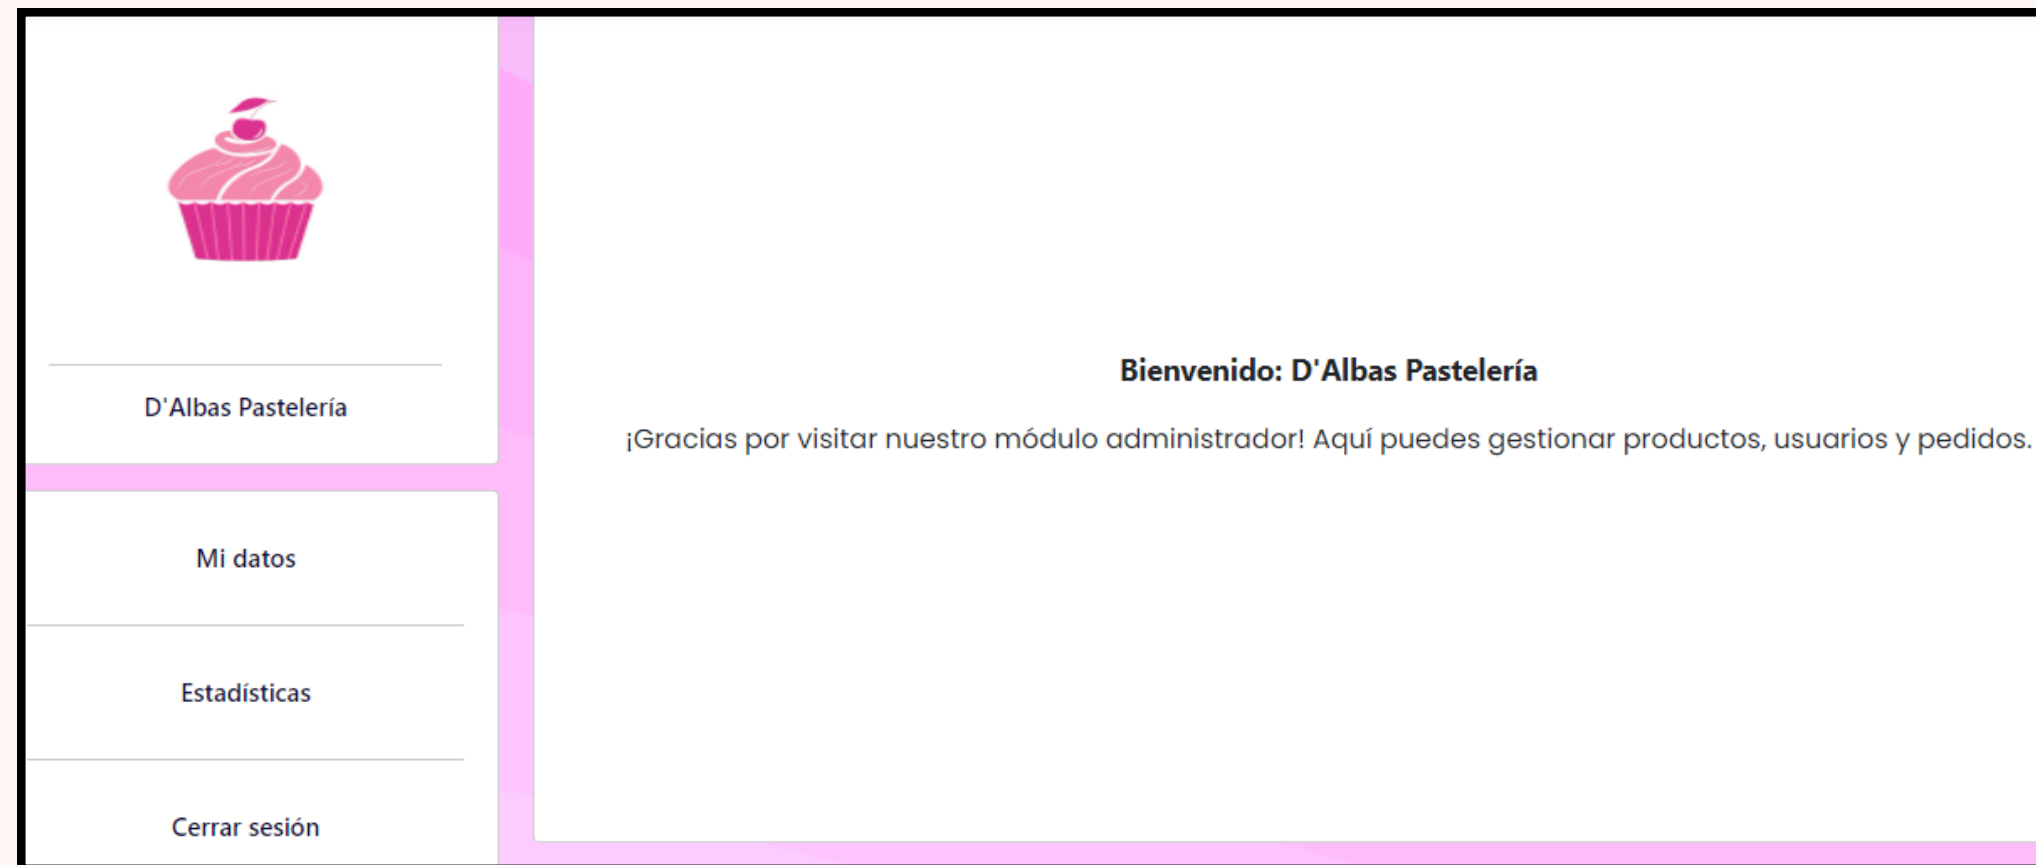 D'Albas Pastelería
Mi datos
Estadísticas
Cerrar sesión
Bienvenido: D'Albas Pastelería
¡Gracias por visitar nuestro módulo administrador! Aquí puedes gestionar productos, usuarios y pedidos.